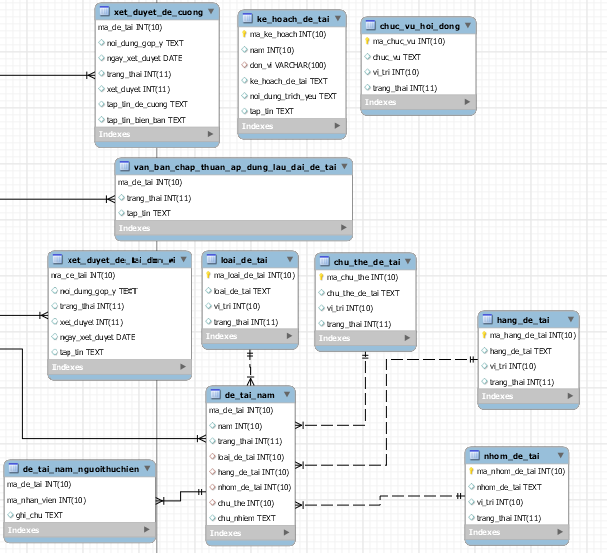 xet_duyet_de_cuong
ma_de_tai INT(10)
noi_dung_gop_y TEXT
ngay_xet_duyet DATE
trang_thai INT(11)
xet_duyet INT(11)
tap_tin_de_cuong TEXT
tap_tin_bien_ban TEXT
Indexes
ke_hoach_de_tai
ma_ke_hoach INT(10)
nam INT(10)
don_vi VARCHAR(100)
ke_hoach_de_tai TEXT
noi_dung_trich_yeu TEXT
tap_tin TEXT
Indexes
chuc_vu_hoi_dong
ma_chuc_vu INT(10)
chuc_vu TEXT
vi_tri INT(10)
trang_thai INT(11)
Indexes
van_ban_chap_thuan_ap_dung_lau_dai_de_tai
ma_de_tai INT(10)
trang_thai INT(11)
tap_tin TEXT
Indexes
noi_dung_gop_y TEXT
trang_thai INT(11)
xet_duyet INT(11)
ngay_xet_duyet DATE
tap_tin TEXT
Indexes
loai_de_tai
ma_loai_de_tai INT(10)
loai_de_tai TEXT
vi_tri INT(10)
trang_thai INT(11)
Indexes
chu_the_de_tai
ma_chu_the INT(10)
chu_the_de_tai TEXT
vi_tri INT(10)
trang_thai INT(11)
Indexes
hang_de_tai
ma_hang_de_tai INT(10)
hang_de_tai TEXT
vi_tri INT(10)
trang_thai INT(11)
Indexes
de_tai_nam
ma_de_tai INT(10)
nam INT(10)
trang_thai INT(11)
loai_de_tai INT(10)
hang_de_tai INT(10)
nhom_de_tai INT(10)
chu_the INT(10)
chu_nhiem TEXT
Indexes
de_tai_nam_nguoithuchien
ma_de_tai INT(10)
ma_nhan_vien INT(10)
ghi_chu TEXT
Indexes
nhom_de_tai
ma_nhom_de_tai INT(10)
nhom_de_tai TEXT
vi_tri INT(10)
trang_thai INT(11)
Indexes